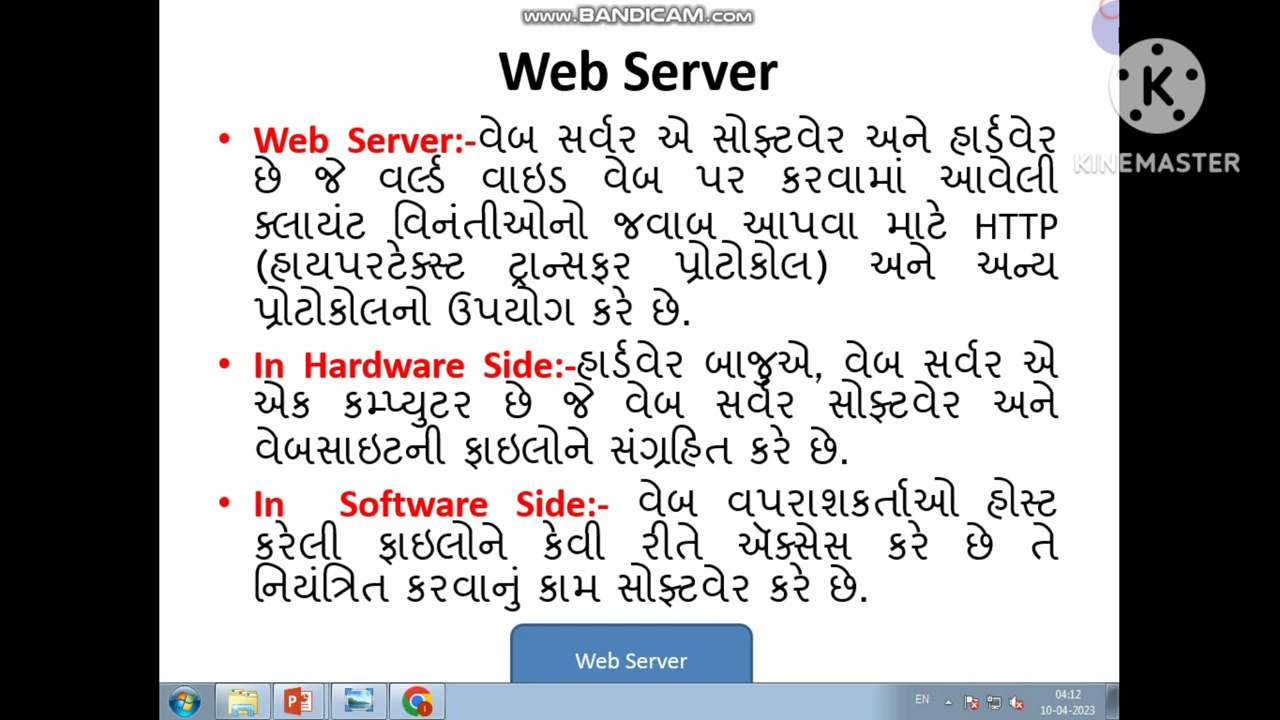 www.BANDICAM.com
Web Server
KINEMASTER
• Web Server:-વેબ સર્વર એ સોફ્ટવેર અને હાર્ડવેર
છે જે વર્લ્ડ વાઇડ વેબ પર કરવામાં આવેલી
ક્લાયંટ વિનંતીઓનો જવાબ આપવા માટે HTTP
(હાયપરટેક્સ્ટ ટ્રાન્સફર પ્રોટોકોલ) અને અન્ય
પ્રોટોકોલનો ઉપયોગ કરે છે.
• In Hardware Side:-હાર્ડવેર બાજુએ, વેબ સર્વર એ
એક કમ્પ્યુટર છે જે વેબ સર્વર સોફ્ટવેર અને
વેબસાઇટની ફાઇલોને સંગ્રહિત કરે છે.
• In Software Side:- વેબ વપરાશકર્તાઓ હોસ્ટ
કરેલી ફાઇલોને કેવી રીતે ઍક્સેસ કરે છે તે
નિયંત્રિત કરવાનું કામ સોફ્ટવેર કરે છે.
Web Server
EN
04:12
10-04-2023